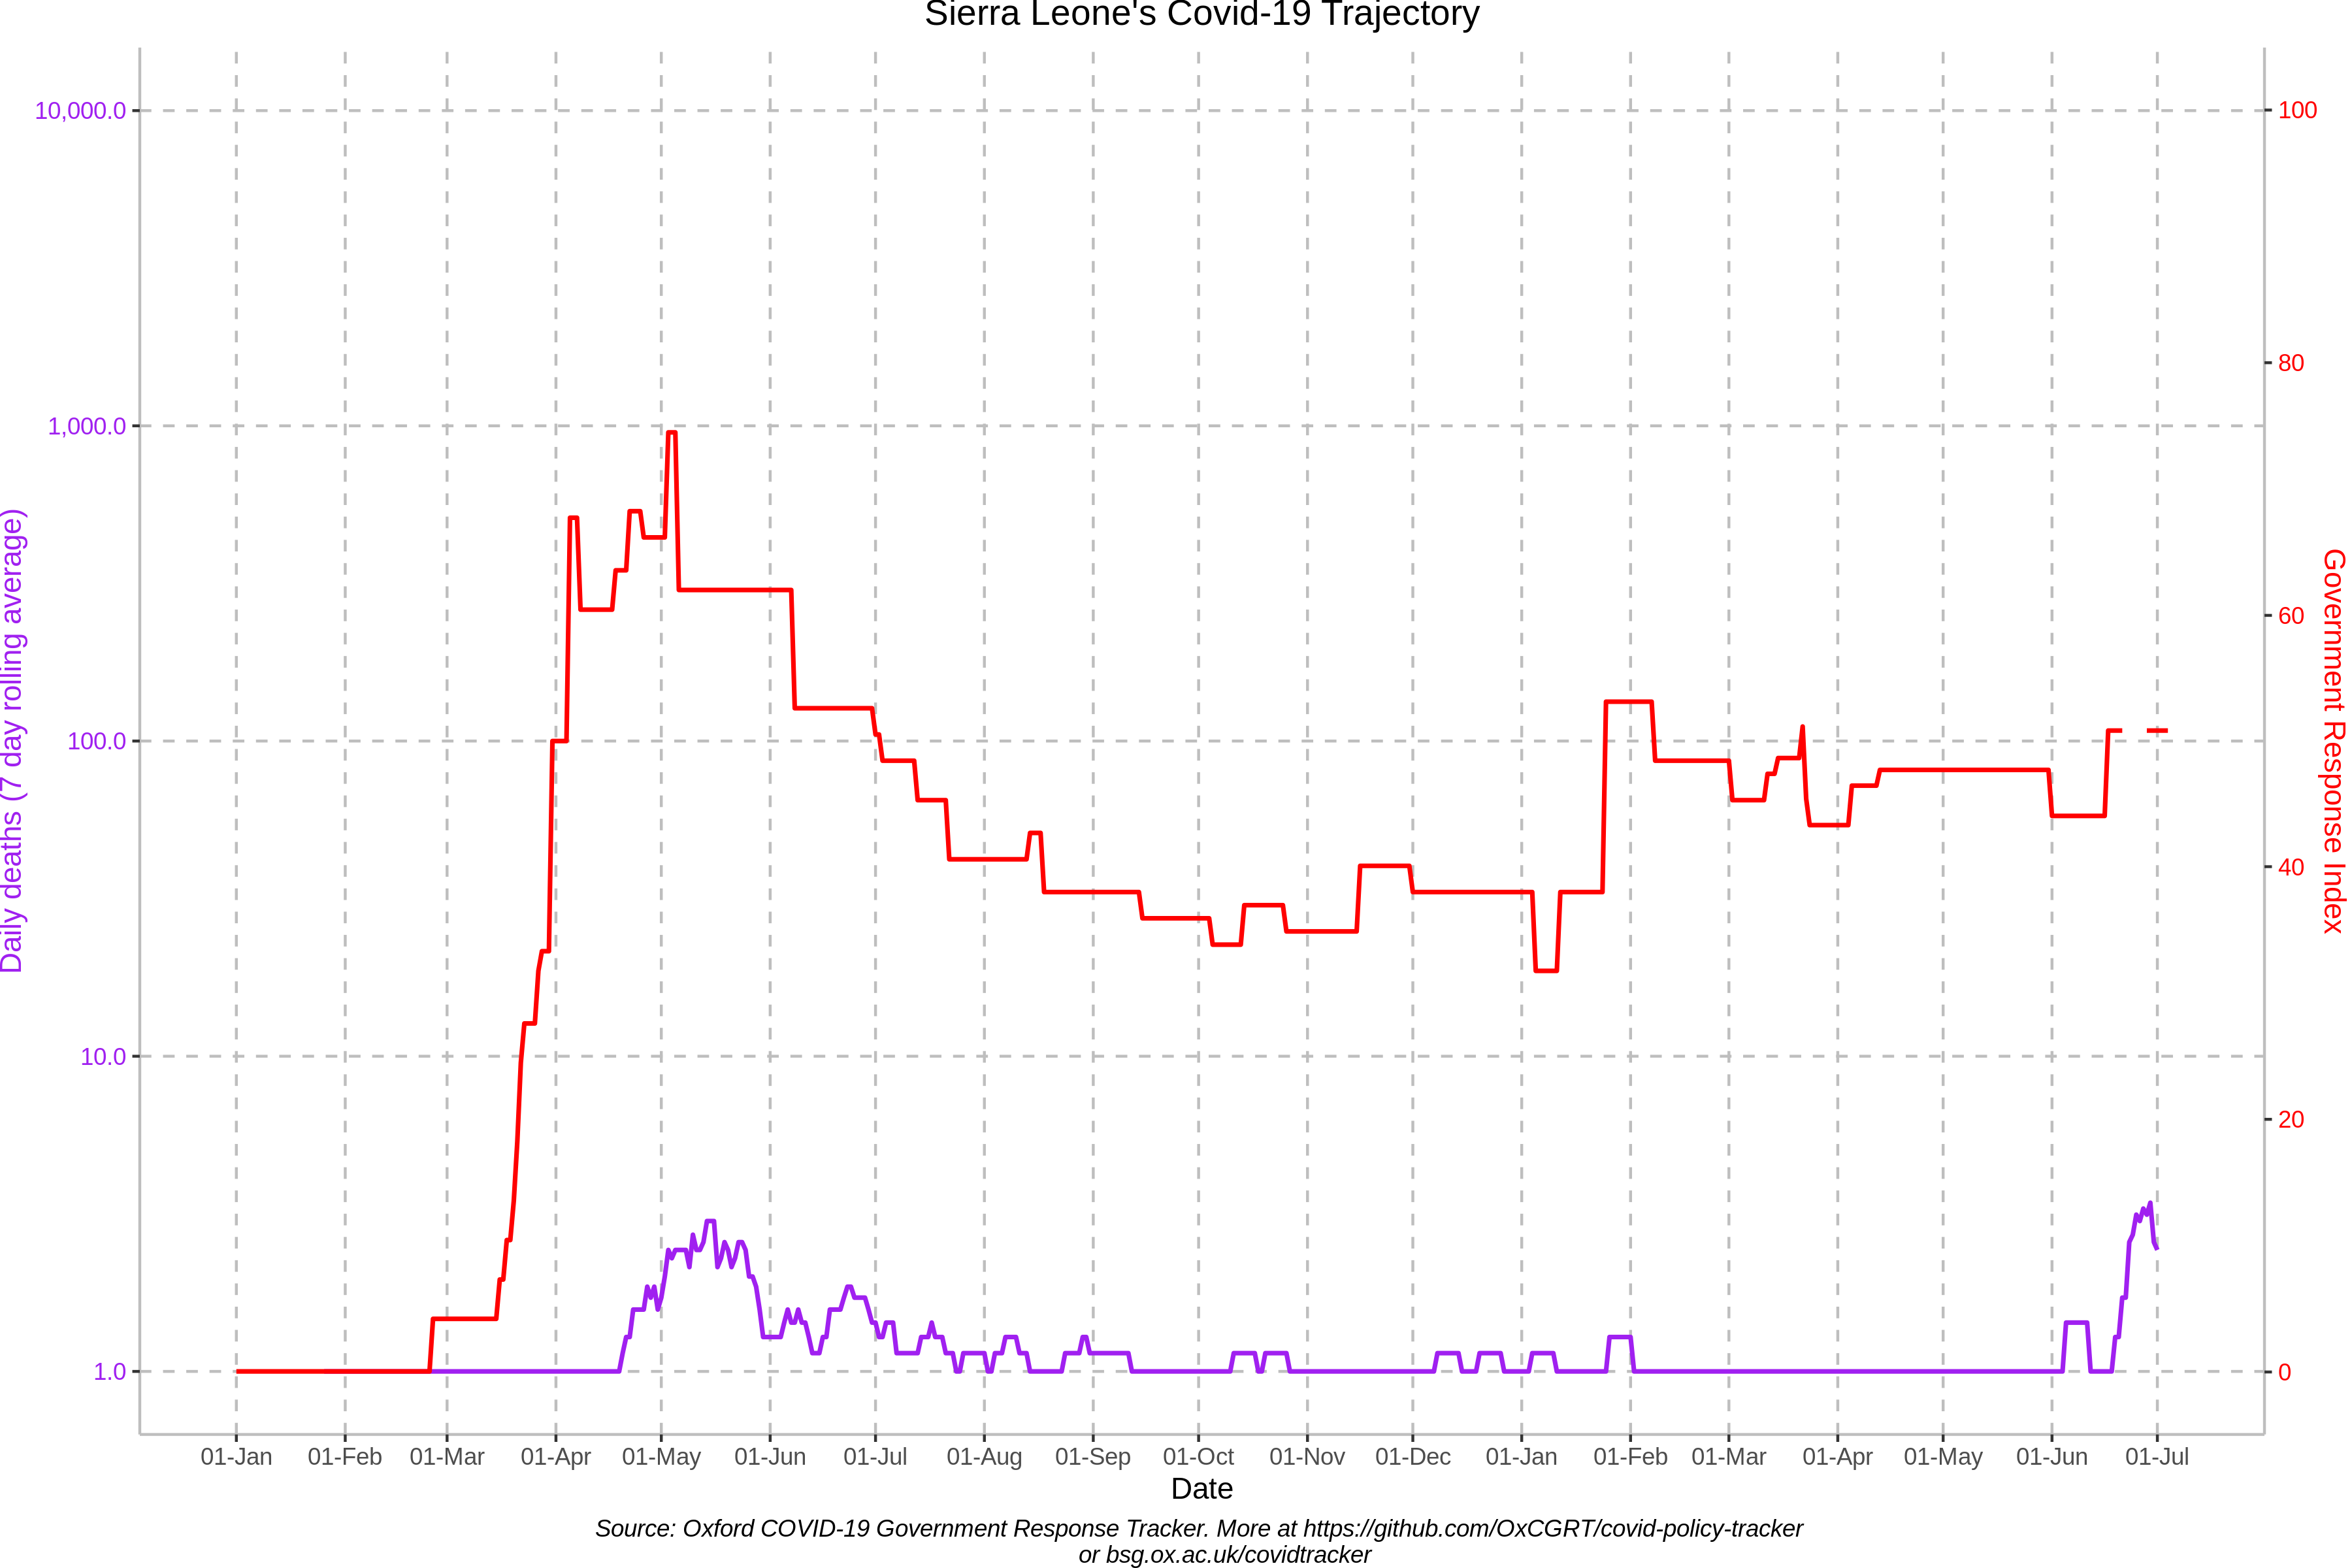 Sierra Leone's Covid-19 Trajectory
10,000.0
1,000.0
100.0
10.0
1.0
Daily deaths (7 day rolling average)
100
80
60
40
20
0
Government Response Index
01-Jan 01-Feb 01-Mar 01-Apr 01-May 01-Jun 01-Jul 01-Aug 01-Sep 01-Oct 01-Nov 01-Dec 01-Jan 01-Feb 01-Mar 01-Apr 01-May 01-Jun 01-Jul
Date
Source: Oxford COVID-19 Government Response Tracker. More at https://github.com/OxCGRT/covid-policy-tracker
or bsg.ox.ac.uk/covidtracker